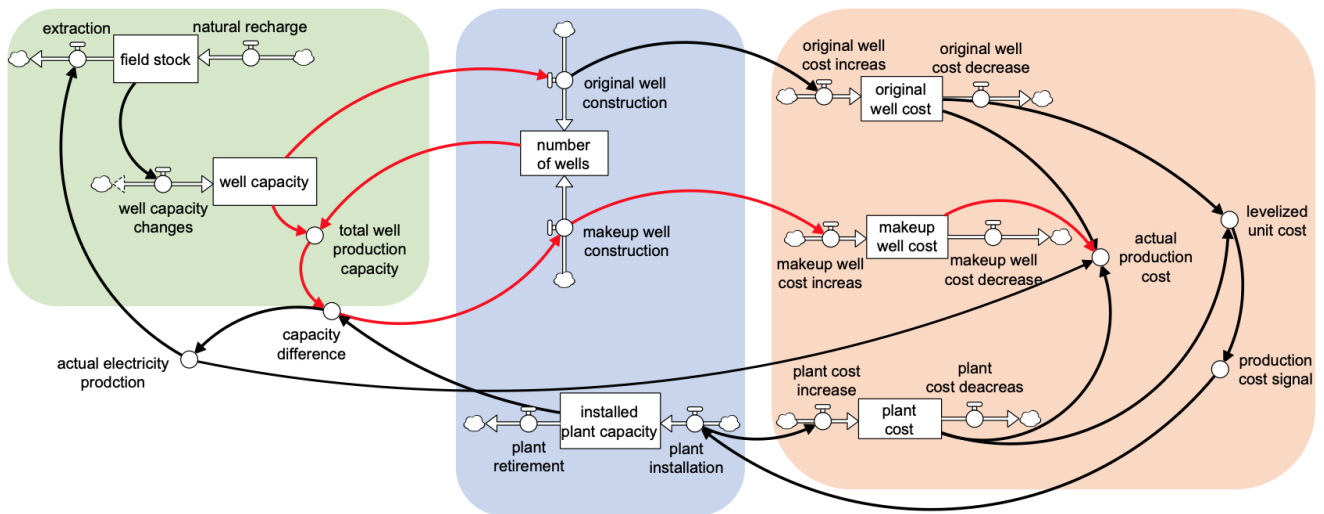 extraction
natural recharge
field stock
well capacity
well capacity
changes
total well
production
capacity
capacity
difference
actual electricity
prodction
original well
construction
number
of wells
makeup well
construction
installed
plant capacity
plant
retirement
plant
installation
original well
cost increas
original well
cost decrease
original
well cost
makeup well
cost increas
makeup
well cost
makeup well
cost decrease
actual
production
cost
levelized
unit cost
production
cost signal
plant cost
increase
plant
cost deacreas
plant
cost